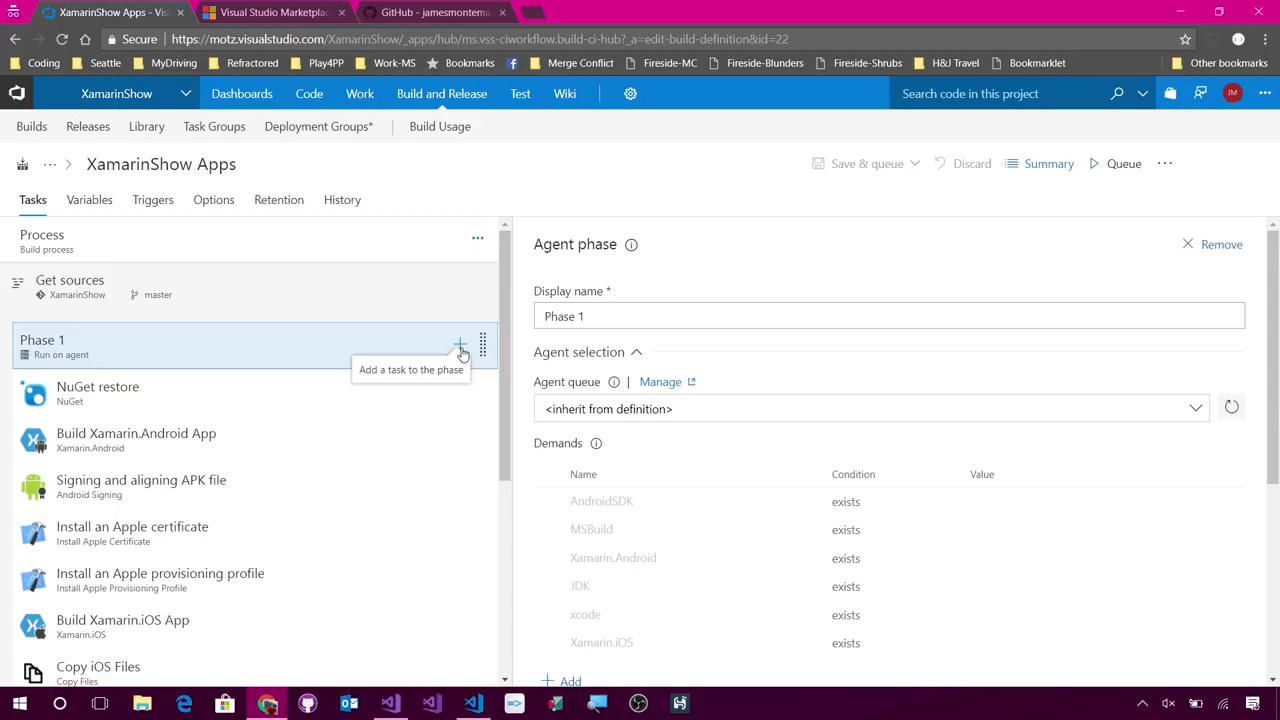 XamarinShow Apps - Vis
Visual Studio Marketplac
GitHub - jamesmontema
Secure
https://motz.visualstudio.com/XamarinShow/_apps/hub/ms.vss-ciworkflow.build-ci-hub?_a=edit-build-definition&id=22
Coding
Seattle
MyDriving
Refractored
Play4PP
Work-MS
Bookmarks
Merge Conflict
Fireside-MC
Fireside-Blunders
Fireside-Shrubs
H&J Travel
Bookmarklet
Other bookmarks
XamarinShow
Dashboards
Code
Work
Build and Release
Test
Wiki
Search code in this project
JM
Builds
Releases
Library
Task Groups
Deployment Groups*
Build Usage
... > XamarinShow Apps
Save & queue
Discard
Summary
Queue
...
Tasks
Variables
Triggers
Options
Retention
History
Process
Build process
Get sources
XamarinShow
master
Phase 1
Run on agent
Add a task to the phase
NuGet restore
NuGet
Build Xamarin.Android App
Xamarin.Android
Signing and aligning APK file
Android Signing
Install an Apple certificate
Install Apple Certificate
Install an Apple provisioning profile
Install Apple Provisioning Profile
Build Xamarin.iOS App
Xamarin.iOS
Copy iOS Files
Copy Files
Agent phase
Remove
Display name *
Phase 1
Agent selection
Agent queue
| Manage
<inherit from definition>
Demands
Name
Condition
Value
AndroidSDK
exists
MSBuild
exists
Xamarin.Android
exists
JDK
exists
xcode
exists
Xamarin.iOS
exists
+ Add